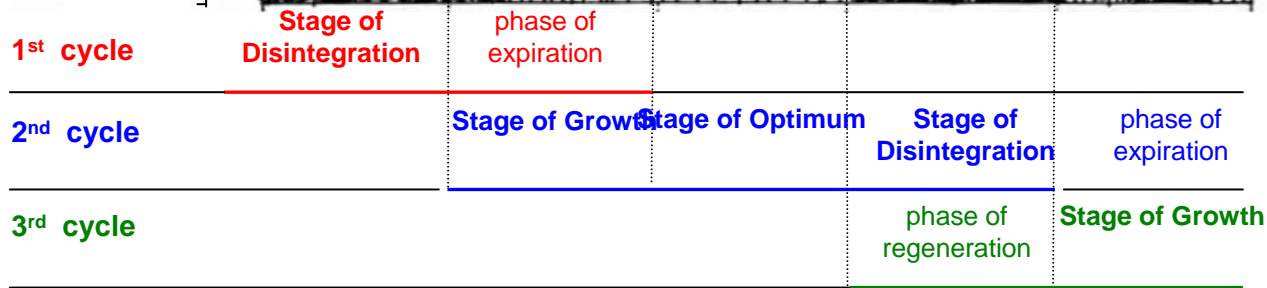 Stage of phase of
1st cycle Disintegration expiration
Stage of Growth Stage of Optimum Stage of phase of
2nd cycle Disintegration expiration
3rd cycle phase of Stage of Growth
regeneration